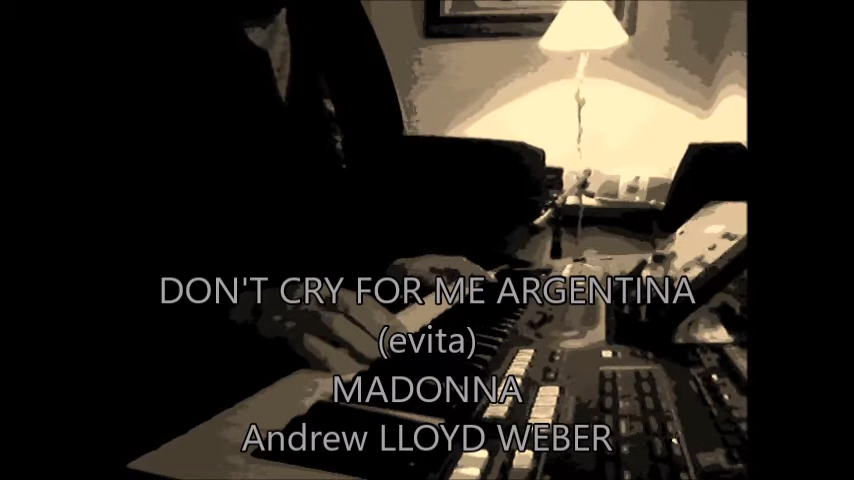 DON'T CRY FOR ME ARGENTINA
(evita)
MADONNA
Andrew LLOYD WEBER